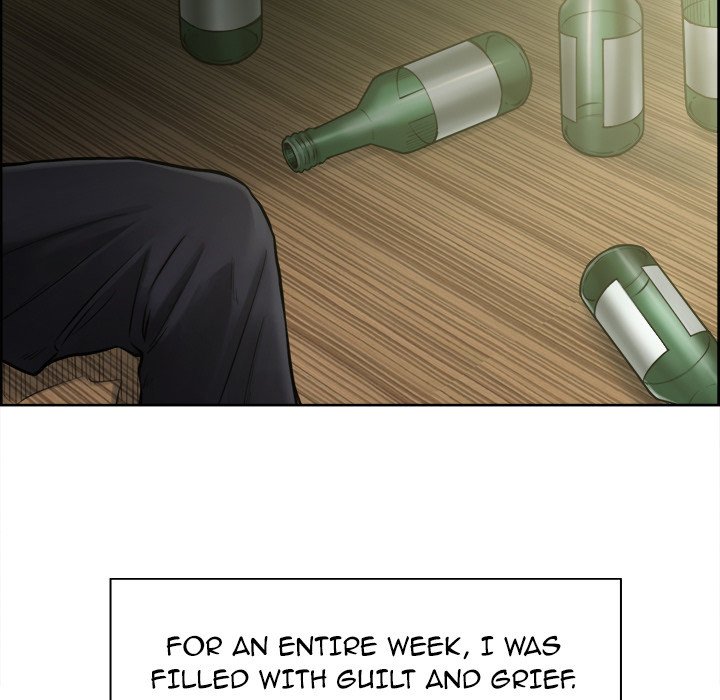 FOR AN ENTIRE WEEK, I WAS
FILLED WITH GUILT AND GRIEF.